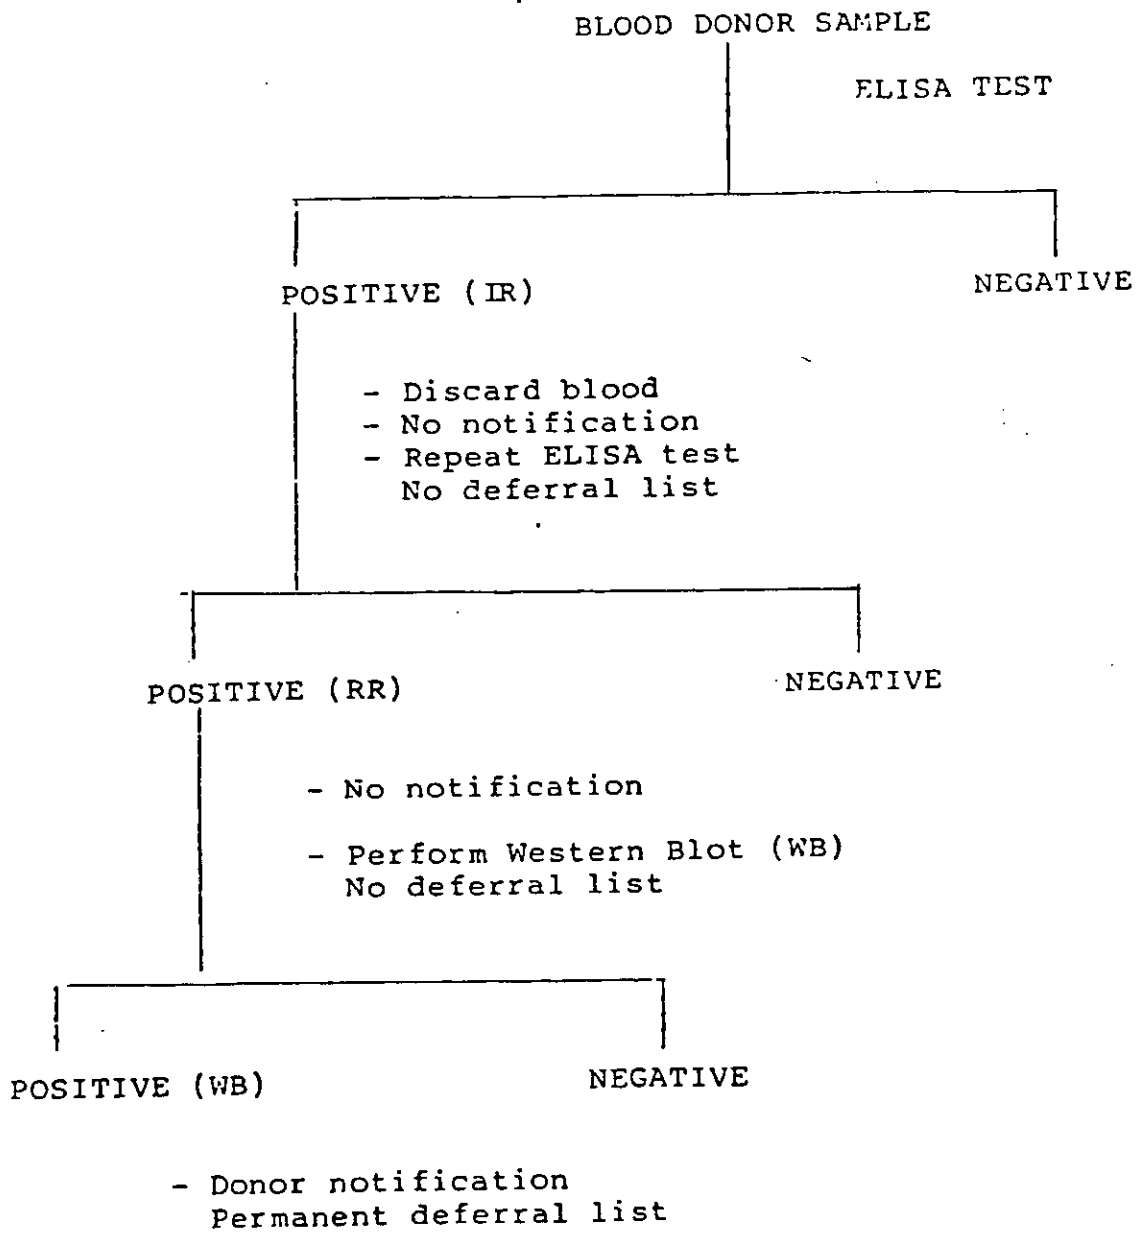 BLOOD DONOR SAMPLE
ELISA TEST
POSITIVE (IR)
NEGATIVE
- Discard blood
- No notification
- Repeat ELISA test
No deferral list
POSITIVE (RR)
NEGATIVE
- No notification
- Perform Western Blot (WB)
No deferral list
POSITIVE (WB)
NEGATIVE
- Donor notification
Permanent deferral list